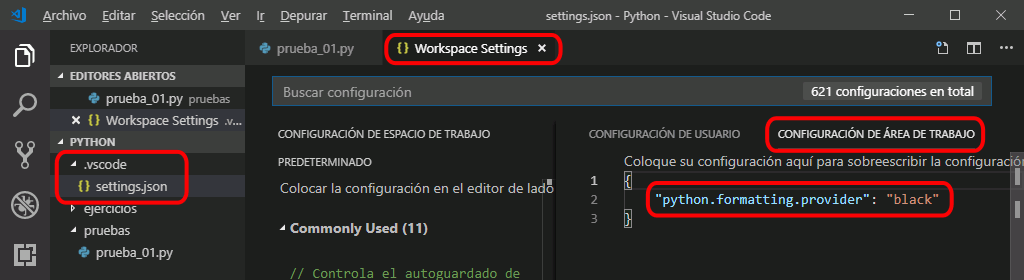 Archivo Editar Selección Ver Ir Depurar Terminal Ayuda settings.json - Python - Visual Studio Code
EXPLORADOR
EDITORES ABIERTOS
prueba_01.py pruebas
Workspace Settings .v...
PYTHON
.vscode
{} settings.json
ejercicios
pruebas
prueba_01.py
prueba_01.py {} Workspace Settings
Buscar configuración 621 configuraciones en total
CONFIGURACIÓN DE ESPACIO DE TRABAJO
PREDETERMINADO
Colocar la configuración en el editor de lado
Commonly Used (11)
// Controla el autoguardado de
CONFIGURACIÓN DE USUARIO CONFIGURACIÓN DE ÁREA DE TRABAJO
Coloque su configuración aquí para sobreescribir la configuración
1 {
2 "python.formatting.provider": "black"
3 }